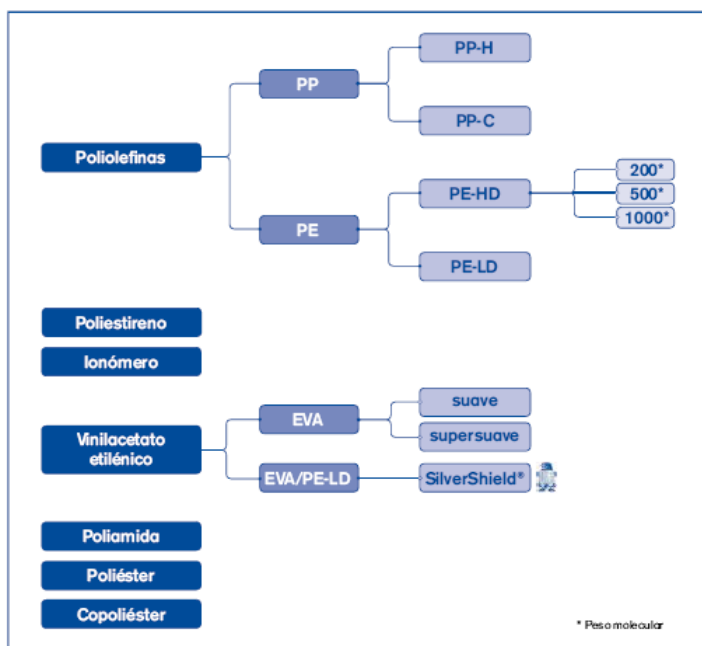 PP-H
PP
PP-C
Poliolefinas
200*
PE-HD
500*
1000*
PE
PE-LD
Poliestireno
Ionómero
suave
EVA
Vinilacetato
etilénico
supersuave
EVA/PE-LD
SilverShield®
Poliamida
Poliéster
Copoliéster
* Peso molecular